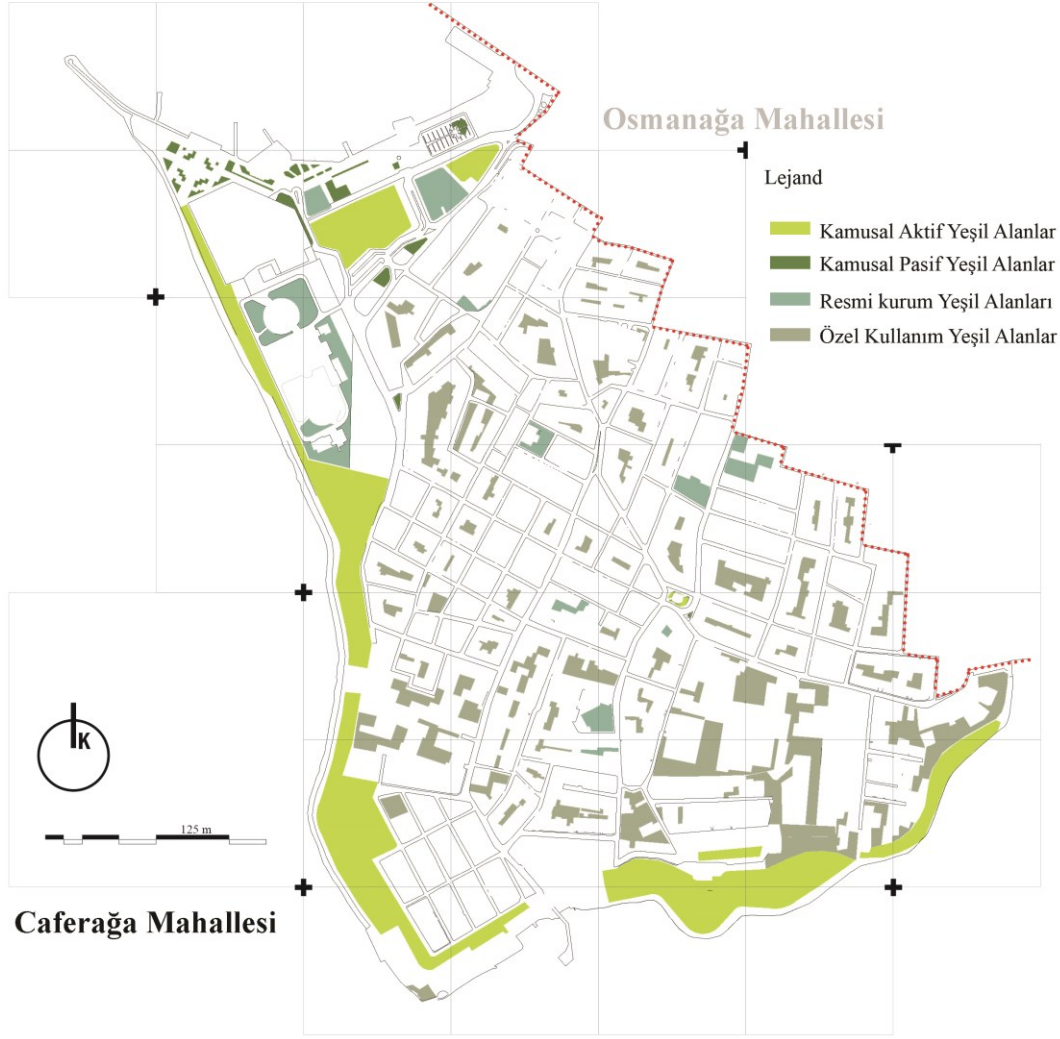 Osmanağa Mahallesi
Lejand
Kamusal Aktif Yeşil Alanlar
Kamusal Pasif Yeşil Alanlar
Resmi kurum Yeşil Alanları
Özel Kullanım Yeşil Alanlar
K
125 m
Caferağa Mahallesi